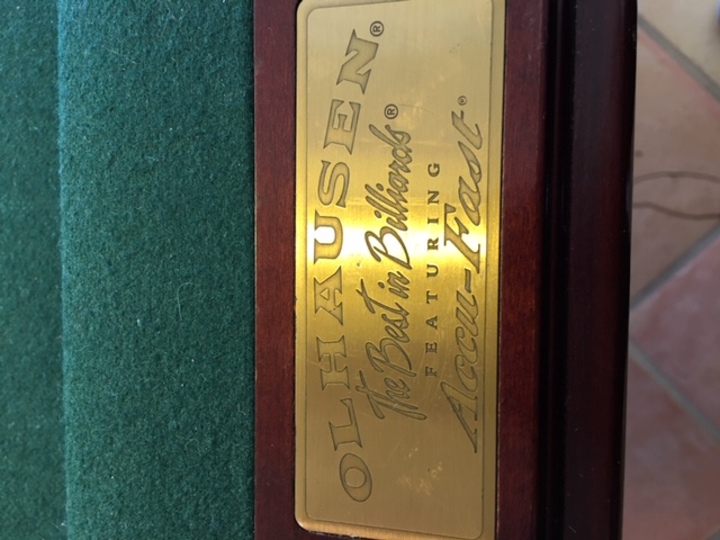 OLHAUSEN®
The Best in Billiards®
FEATURING
Accu-Fast®